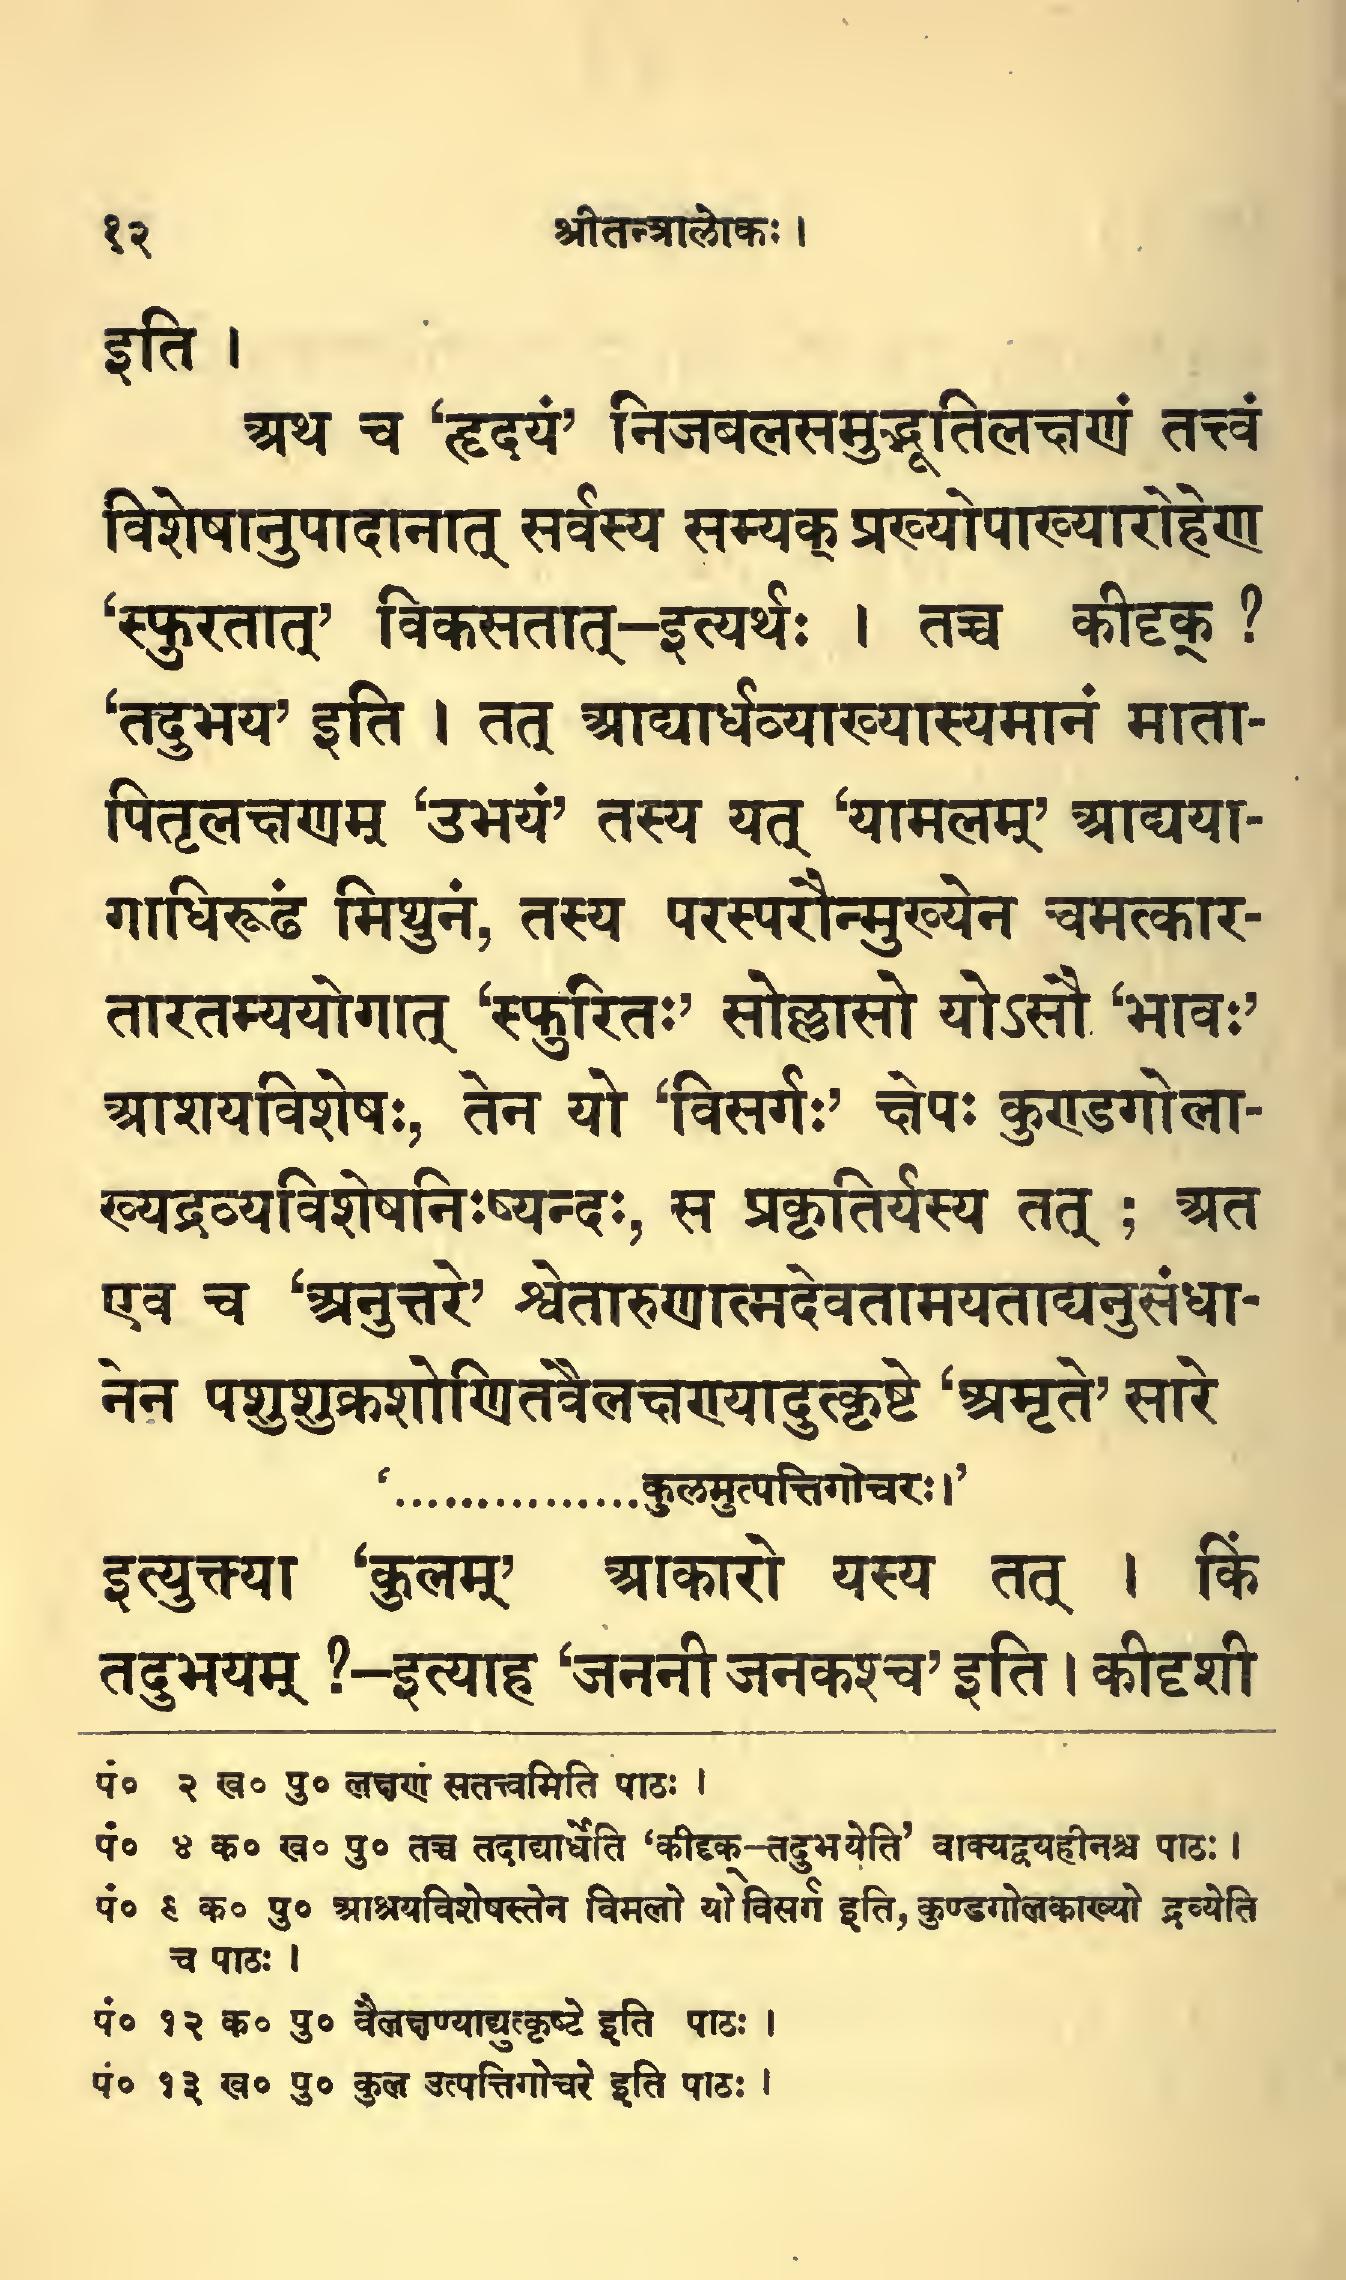 १२
श्रीतन्त्रालोकः ।
इति ।
अथ च ‘हृदयं’ निजबलसमुद्भूतिलक्षणं तत्त्वं
विशेषानुपादानात् सर्वस्य सम्यक् प्रख्योपाख्यारोहेण
‘स्फुरतात्’ विकसतात्—इत्यर्थः । तच्च कीदृक् ?
‘तदुभय’ इति । तत् आद्यार्धव्याख्यास्यमानं माता-
पितृलक्षणम् ‘उभयं’ तस्य यत् ‘यामलम्’ आद्यया-
गाधिरूढं मिथुनं, तस्य परस्परौन्मुख्येन चमत्कार-
तारतम्ययोगात् ‘स्फुरितः’ सोल्लासो योऽसौ ‘भावः’
आशयविशेषः, तेन यो ‘विसर्गः’ क्षेपः कुण्डगोला-
ख्यद्रव्यविशेषनिःष्यन्दः, स प्रकृतिर्यस्य तत् ; अत
एव च ‘अनुत्तरे’ श्वेतारुणात्मदेवतामयताद्यनुसंधा-
नेन पशुशुक्रशोणितवैलक्षण्यादुत्कृष्टे ‘अमृते’ सारे
‘...............कुलमुत्पत्तिगोचरः।’
इत्युक्त्या ‘कुलम्’ आकारो यस्य तत् । किं
तदुभयम् ?—इत्याह ‘जननी जनकश्च’ इति । कीदृशी
पं० २ ख० पु० लक्षणं सतत्त्वमिति पाठः ।
पं० ४ क० ख० पु० तच्च तदाद्यार्धेति ‘कीदृक्—तदुभयेति’ वाक्यद्वयहीनश्च पाठः ।
पं० ६ क० पु० आश्रयविशेषस्तेन विमलो यो विसर्ग इति, कुण्डगोलकाख्यो द्रव्येति
च पाठः ।
पं० १२ क० पु० वैलक्षण्याद्युत्कृष्टे इति पाठः ।
पं० १३ ख० पु० कुल उत्पत्तिगोचरे इति पाठः ।